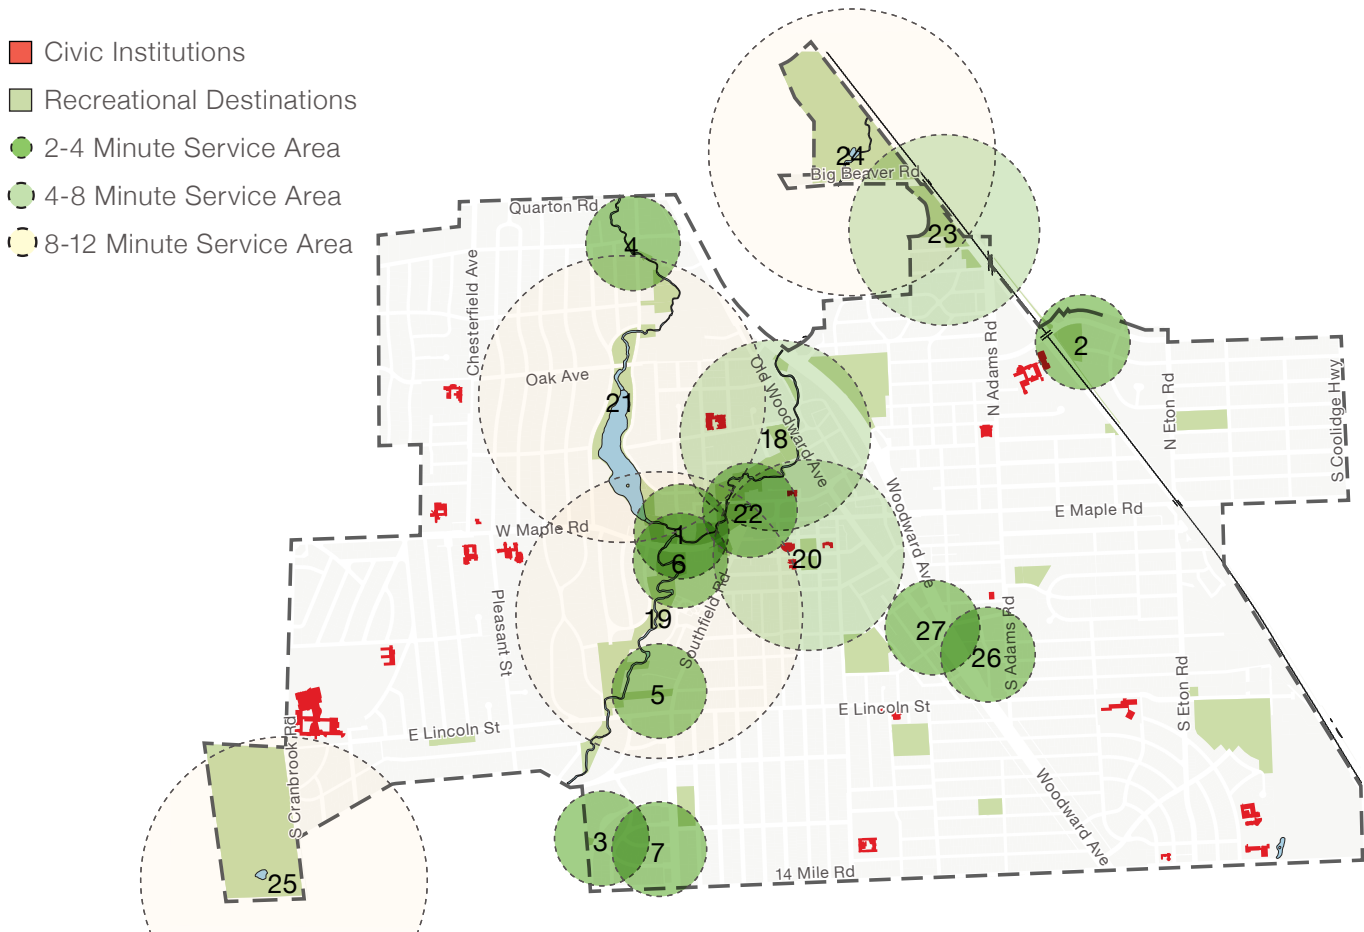 Civic Institutions
Recreational Destinations
2-4 Minute Service Area
4-8 Minute Service Area
8-12 Minute Service Area
24
Big Beaver Rd
Quarton Rd
4
23
Chesterfield Ave
N Adams Rd
2
Oak Ave
Old Woodward Ave
N Eton Rd
S Coolidge Hwy
21
18
W Maple Rd
22
Woodward Ave
E Maple Rd
1
6
20
Pleasant St
19
Southfield Rd
27
26
S Adams Rd
5
E Lincoln St
E Lincoln St
S Eton Rd
S Cranbrook Rd
Woodward Ave
3
7
14 Mile Rd
25